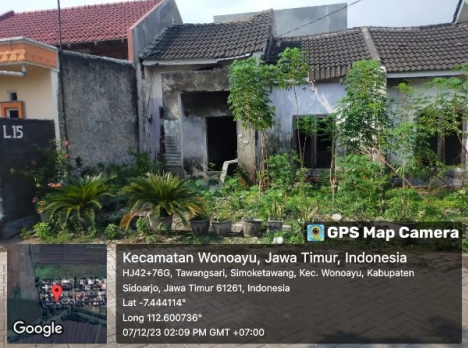 L.15
GPS Map Camera
Kecamatan Wonoayu, Jawa Timur, Indonesia
HJ42+76G, Tawangsari, Simoketawang, Kec. Wonoayu, Kabupaten
Sidoarjo, Jawa Timur 61261, Indonesia
Lat -7.444114°
Long 112.600736°
07/12/23 02:09 PM GMT +07:00
Google